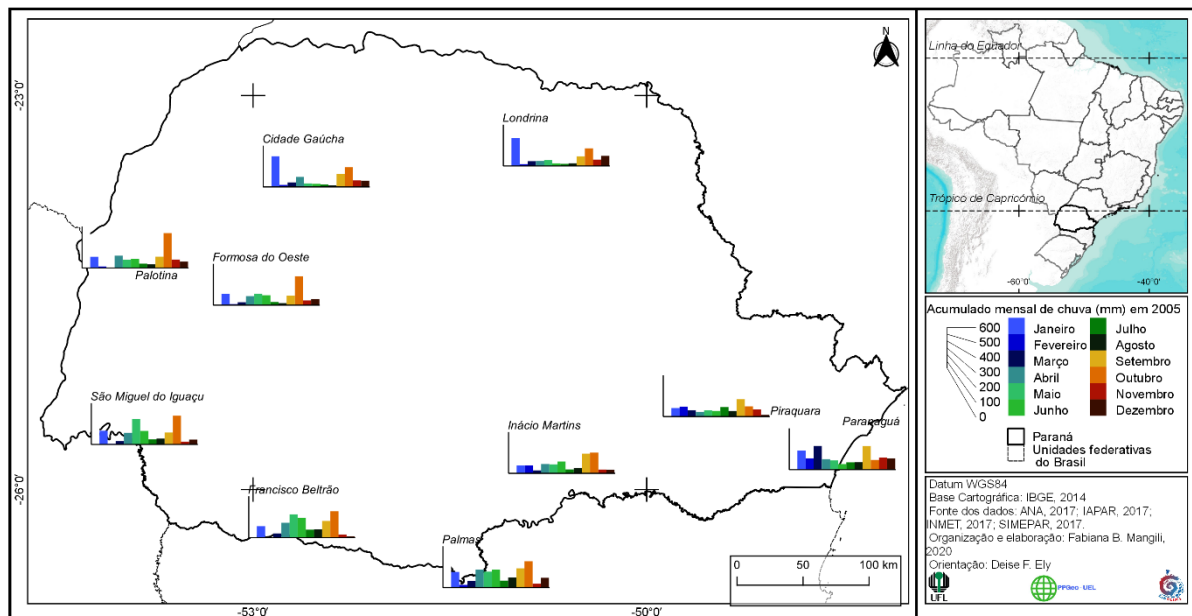 N
-23°0'
-26°0'
-53°0'
-50°0'
Cidade Gaúcha
Londrina
Palotina
Formosa do Oeste
São Miguel do Iguaçu
Piraquara
Paranaguá
Inácio Martins
Francisco Beltrão
Palmas
0 50 100 km
Linha do Equador
Trópico de Capricórnio
-60°0' -40°0'
Acumulado mensal de chuva (mm) em 2005
600
500
400
300
200
100
0
Janeiro
Fevereiro
Março
Abril
Maio
Junho
Julho
Agosto
Setembro
Outubro
Novembro
Dezembro
Paraná
Unidades federativas
do Brasil
Datum WGS84
Base Cartográfica: IBGE, 2014
Fonte dos dados: ANA, 2017; IAPAR, 2017;
INMET, 2017; SIMEPAR, 2017.
Organização e elaboração: Fabiana B. Mangili,
2020
Orientação: Deise F. Ely
UFL
PPGeo - UEL